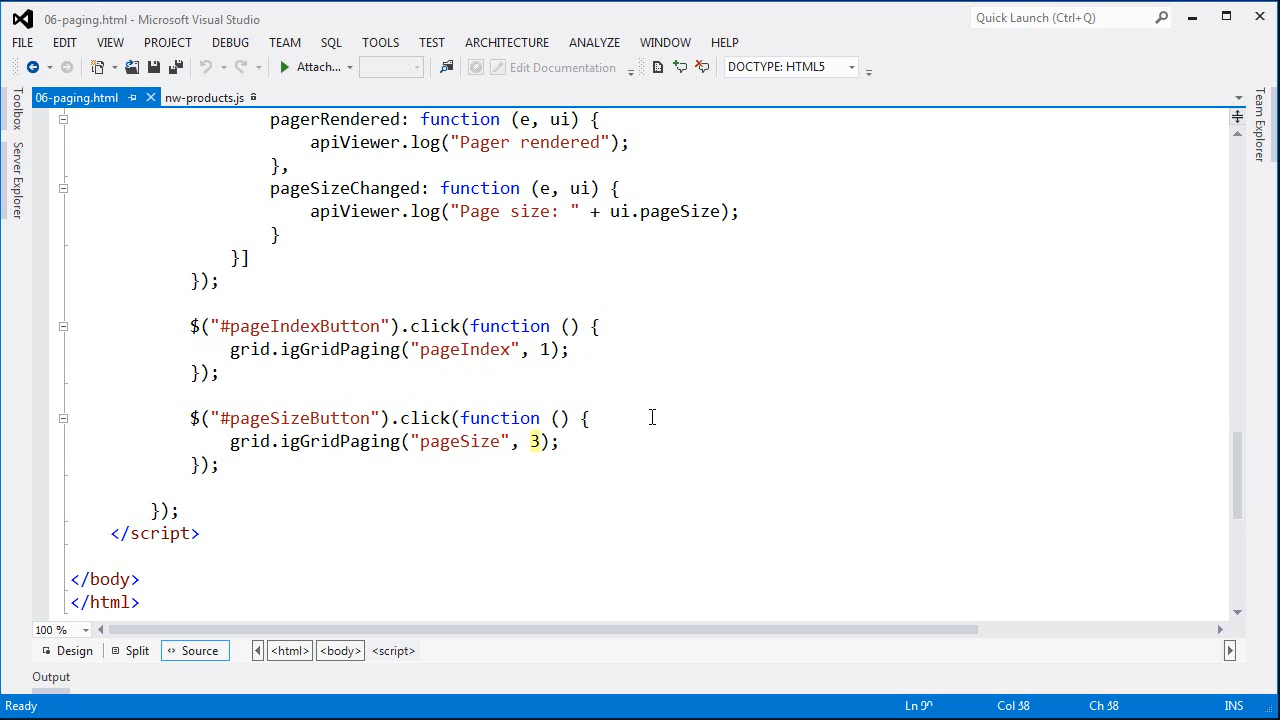 06-paging.html - Microsoft Visual Studio
Quick Launch (Ctrl+Q)
FILE EDIT VIEW PROJECT DEBUG TEAM SQL TOOLS TEST ARCHITECTURE ANALYZE WINDOW HELP
Attach... Edit Documentation DOCTYPE: HTML5
06-paging.html nw-products.js
Toolbox
Server Explorer
Team Explorer
pagerRendered: function (e, ui) {
apiViewer.log("Pager rendered");
},
pageSizeChanged: function (e, ui) {
apiViewer.log("Page size: " + ui.pageSize);
}
}]
});
$("#pageIndexButton").click(function () {
grid.igGridPaging("pageIndex", 1);
});
$("#pageSizeButton").click(function () {
grid.igGridPaging("pageSize", 3);
});
});
</script>
</body>
</html>
100 %
Design Split Source <html> <body> <script>
Output
Ready Ln Col Ch INS